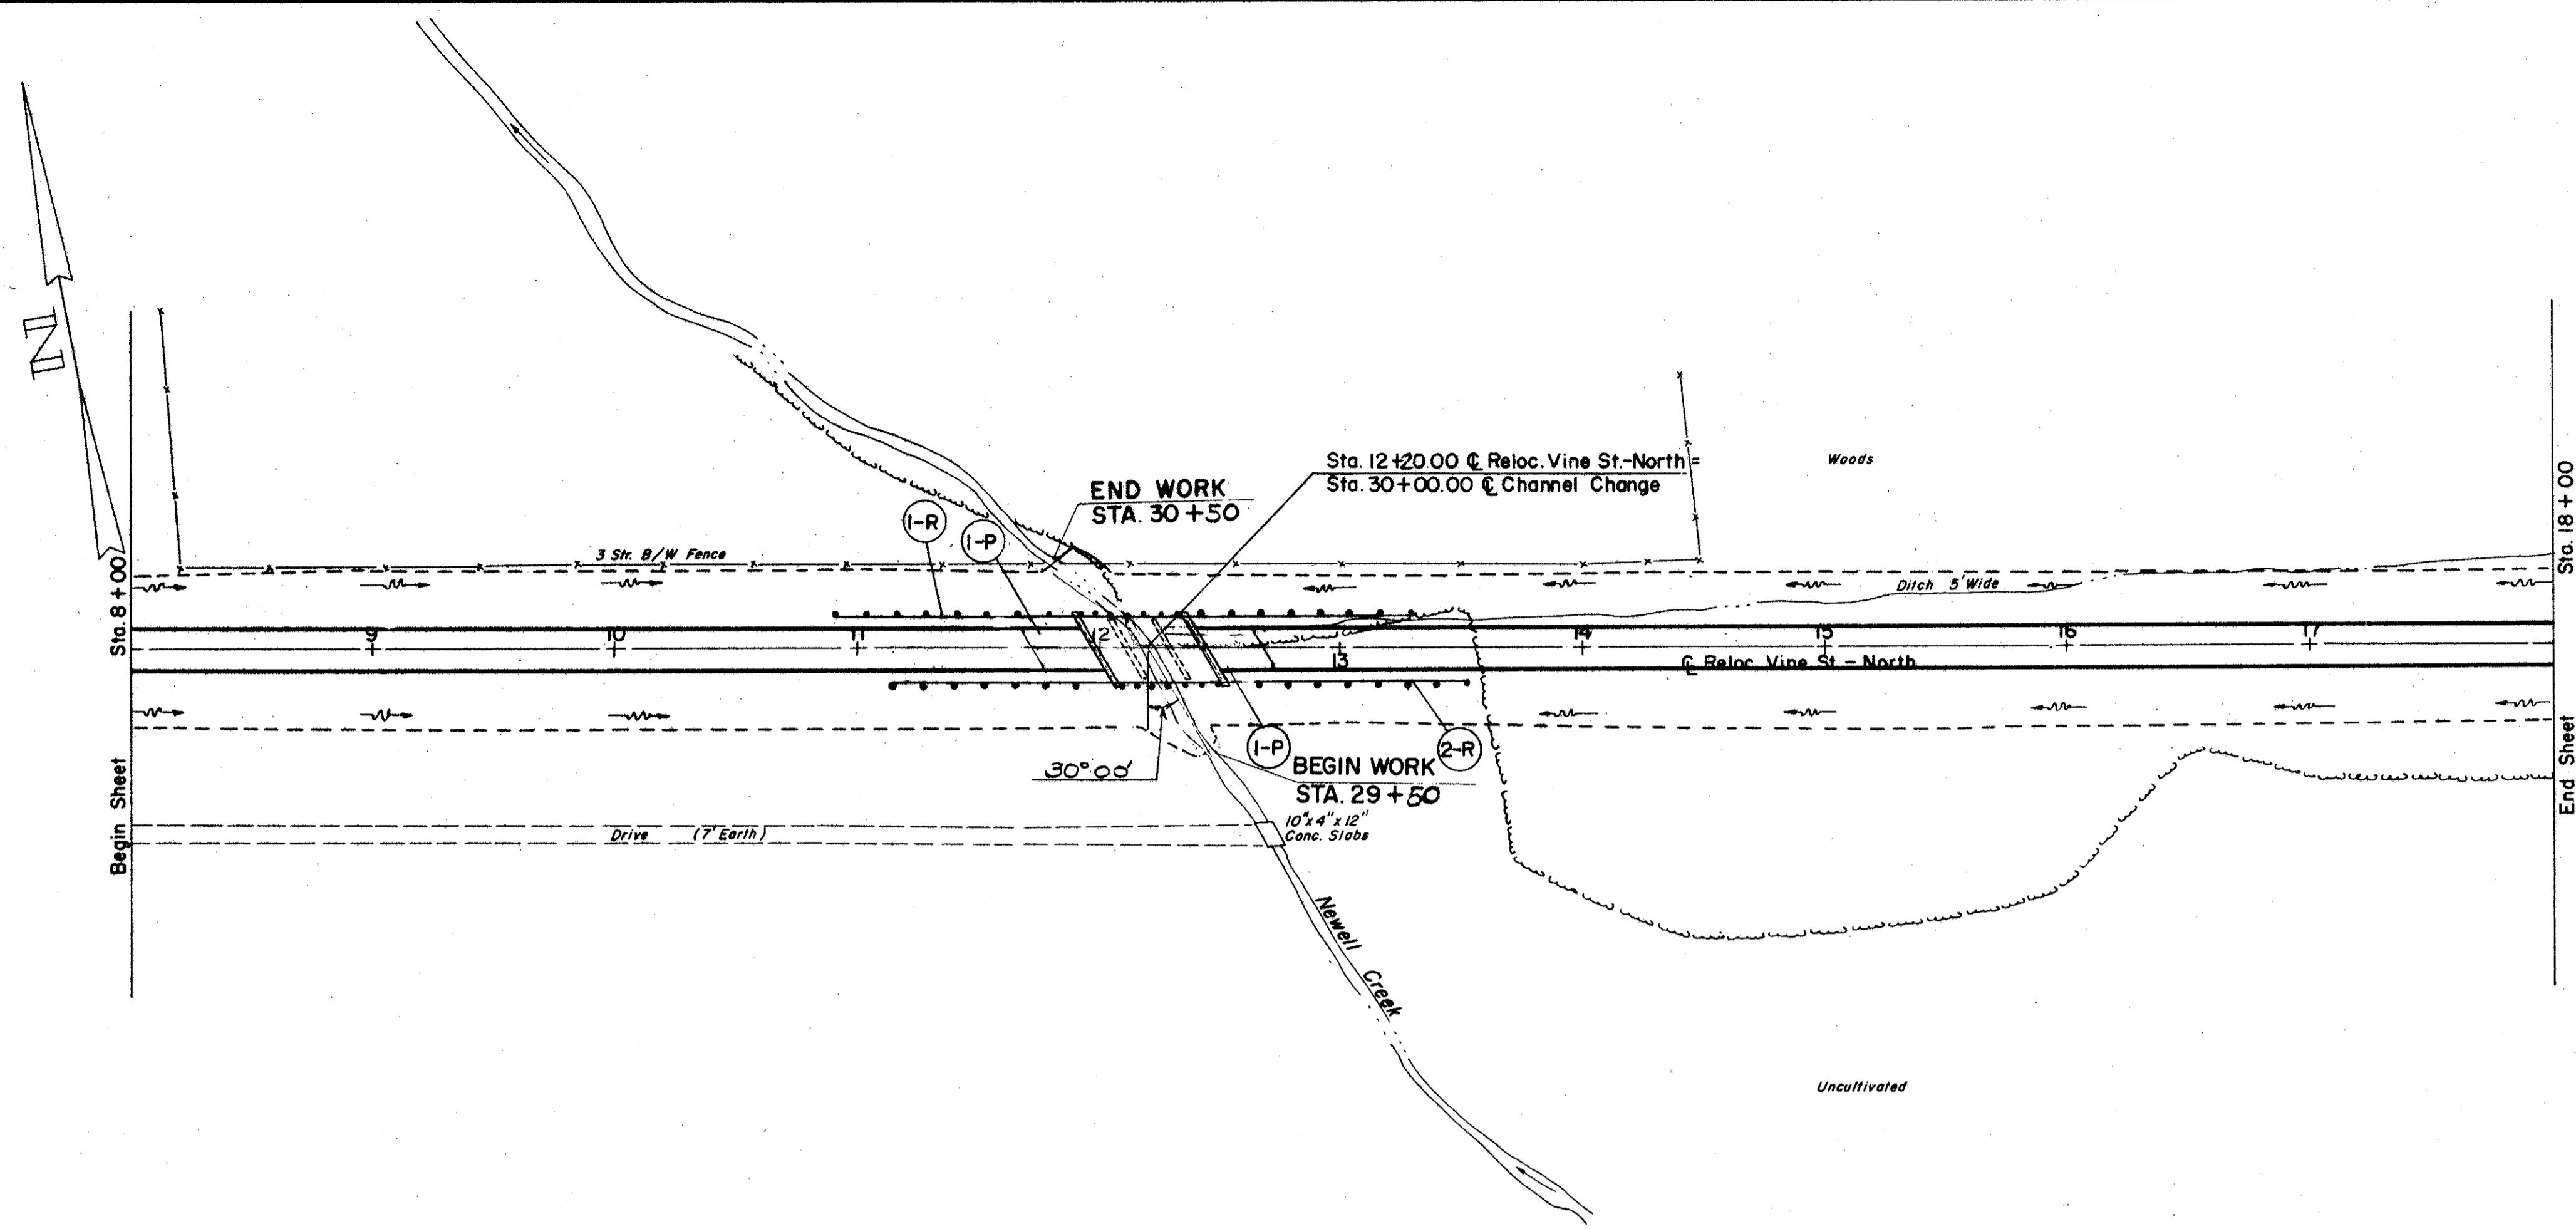 N
Sta. 8+00
Begin Sheet
Sta. 18+00
End Sheet
3 Str. B/W Fence
1-R
1-P
END WORK
STA. 30+50
Sta. 12+20.00 ℄ Reloc. Vine St.-North =
Sta. 30+00.00 ℄ Channel Change
Woods
Ditch 5' Wide
9
10
11
12
13
14
15
16
17
℄ Reloc. Vine St - North
30°00'
1-P
2-R
BEGIN WORK
STA. 29+50
10"x 4"x 12"
Conc. Slabs
Drive (7' Earth)
Newell Creek
Uncultivated